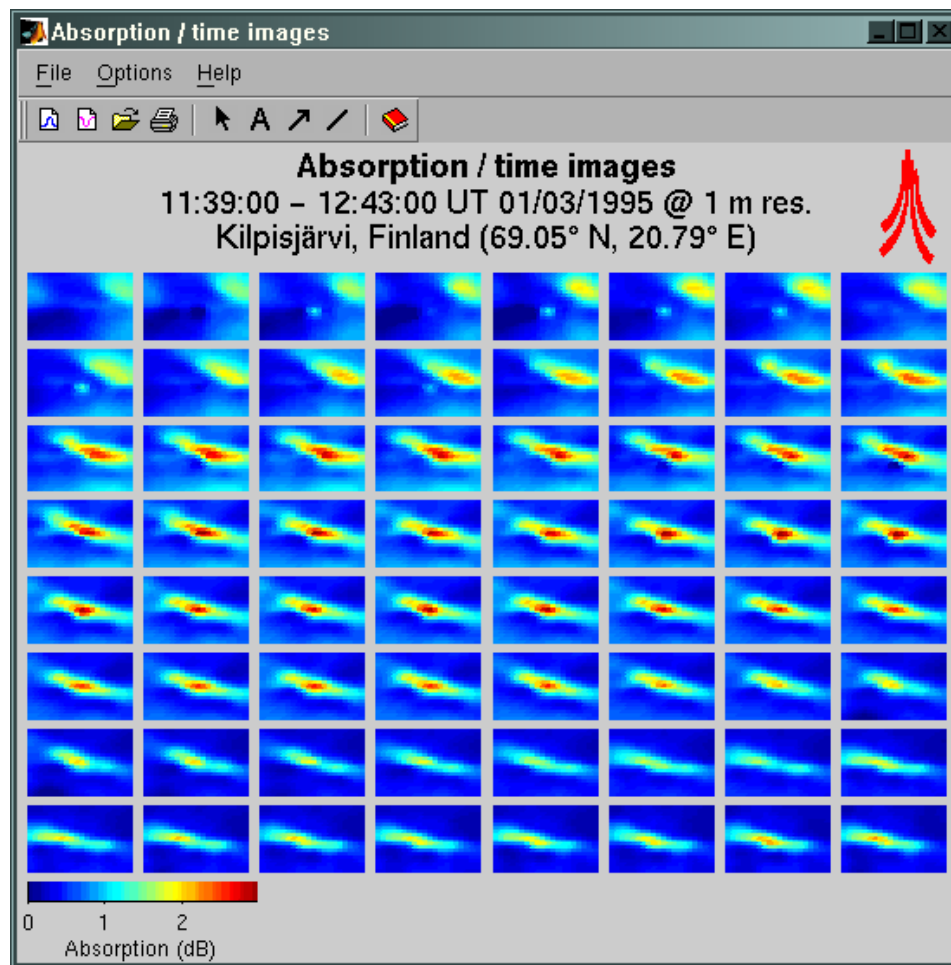 Absorption / time images
File Options Help
A
Absorption / time images
11:39:00 – 12:43:00 UT 01/03/1995 @ 1 m res.
Kilpisjärvi, Finland (69.05° N, 20.79° E)
0 1 2
Absorption (dB)